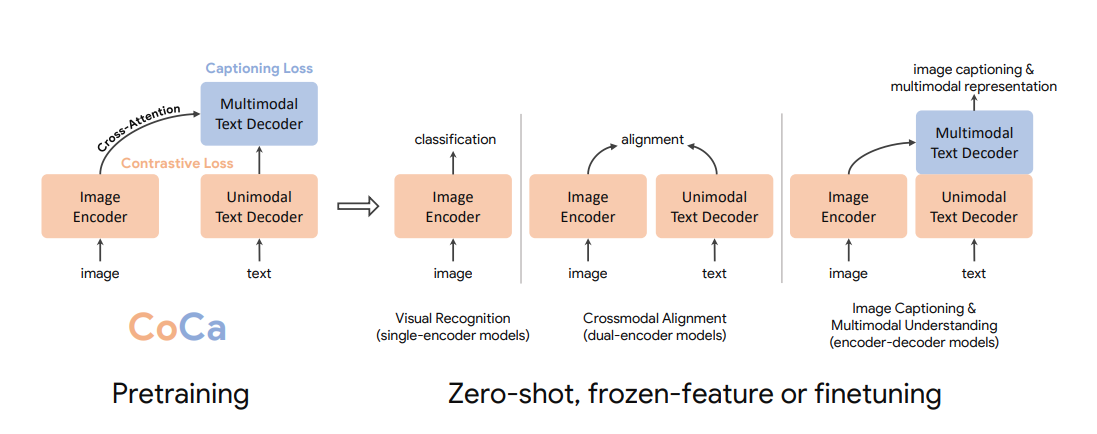 Captioning Loss
Multimodal
Text Decoder
Cross-Attention
Contrastive Loss
Image
Encoder
Unimodal
Text Decoder
image
text
CoCa
Pretraining
classification
Image
Encoder
image
Visual Recognition
(single-encoder models)
alignment
Image
Encoder
Unimodal
Text Decoder
image
text
Crossmodal Alignment
(dual-encoder models)
image captioning &
multimodal representation
Multimodal
Text Decoder
Image
Encoder
Unimodal
Text Decoder
image
text
Image Captioning &
Multimodal Understanding
(encoder-decoder models)
Zero-shot, frozen-feature or finetuning